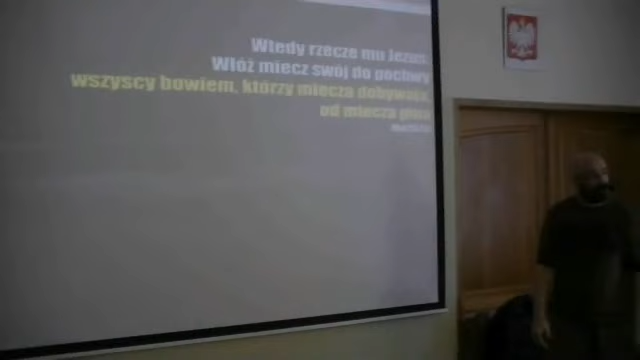 Wtedy rzecze mu Jezus:
Włóż miecz swój do pochwy
wszyscy bowiem, którzy miecza dobywają,
od miecza giną